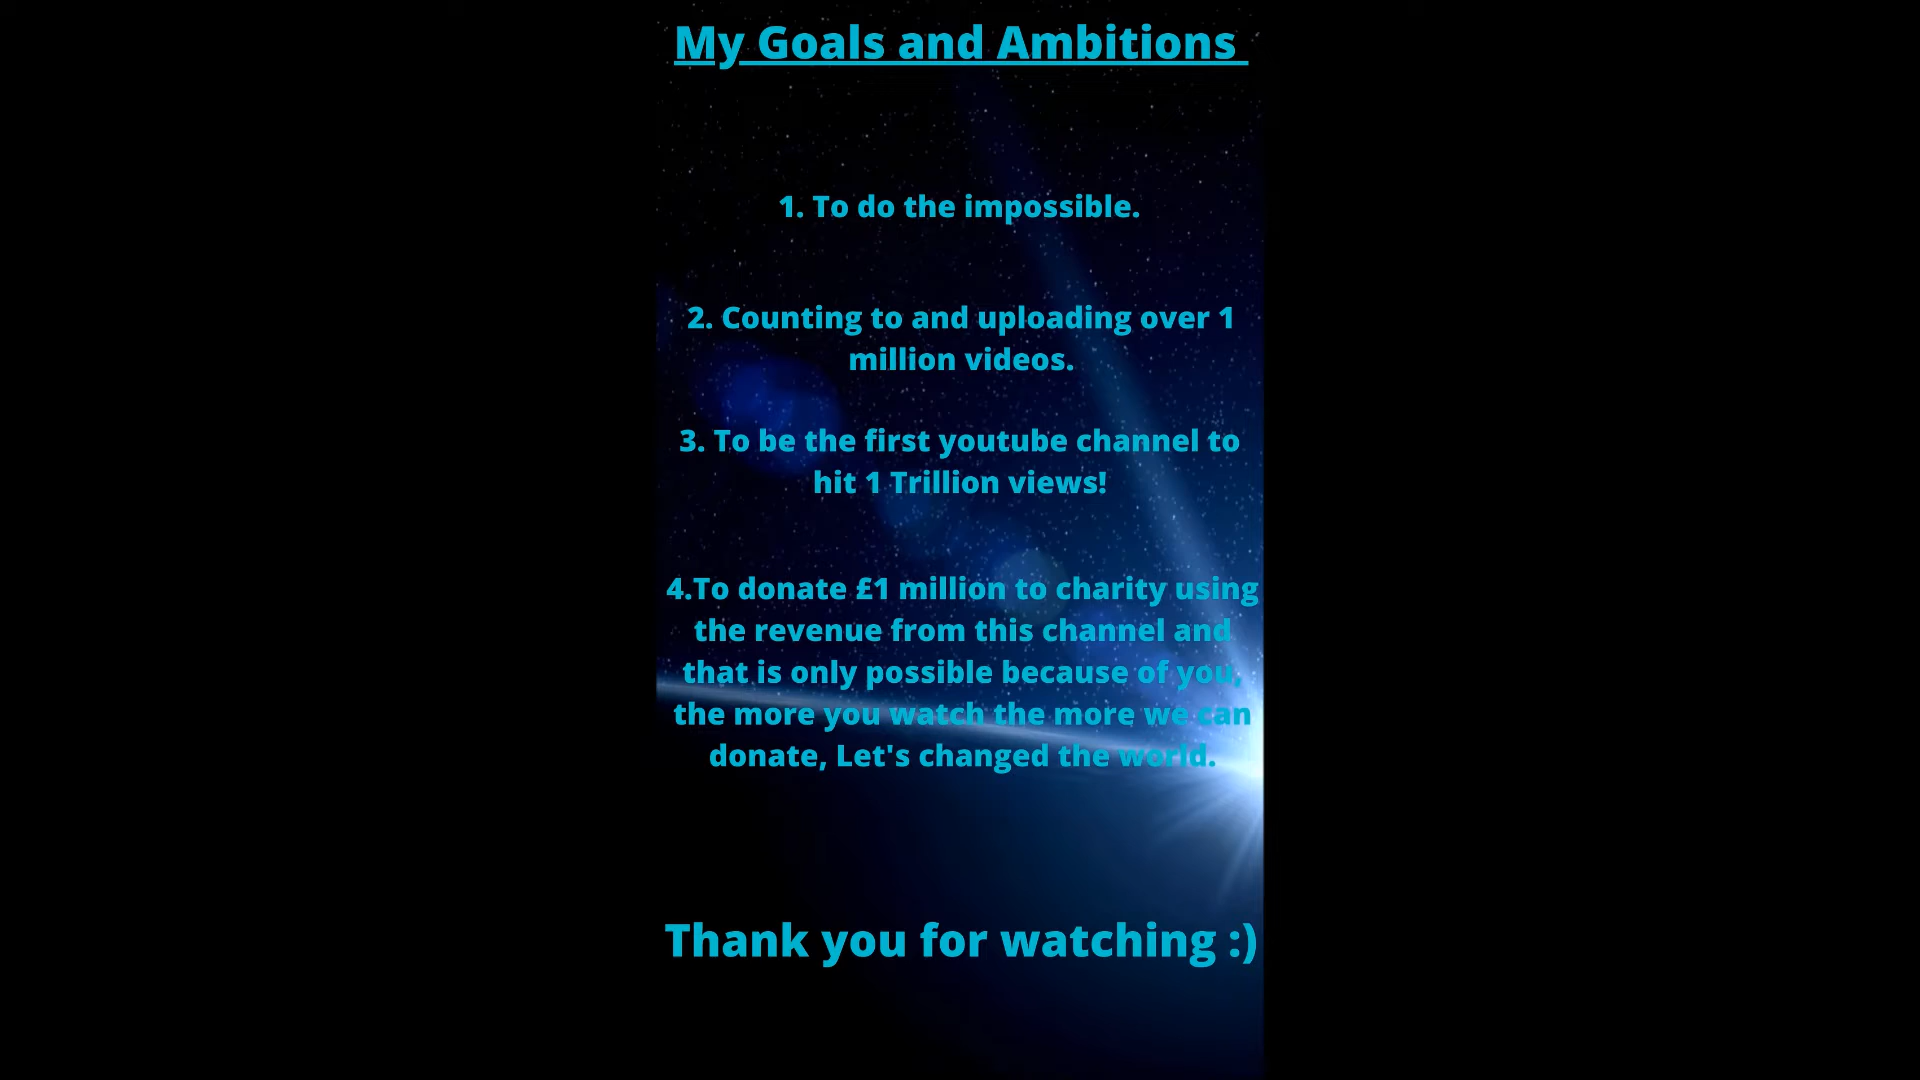 My Goals and Ambitions
1. To do the impossible.
2. Counting to and uploading over 1
million videos.
3. To be the first youtube channel to
hit 1 Trillion views!
4.To donate £1 million to charity using
the revenue from this channel and
that is only possible because of you,
the more you watch the more we can
donate, Let's changed the world.
Thank you for watching :)